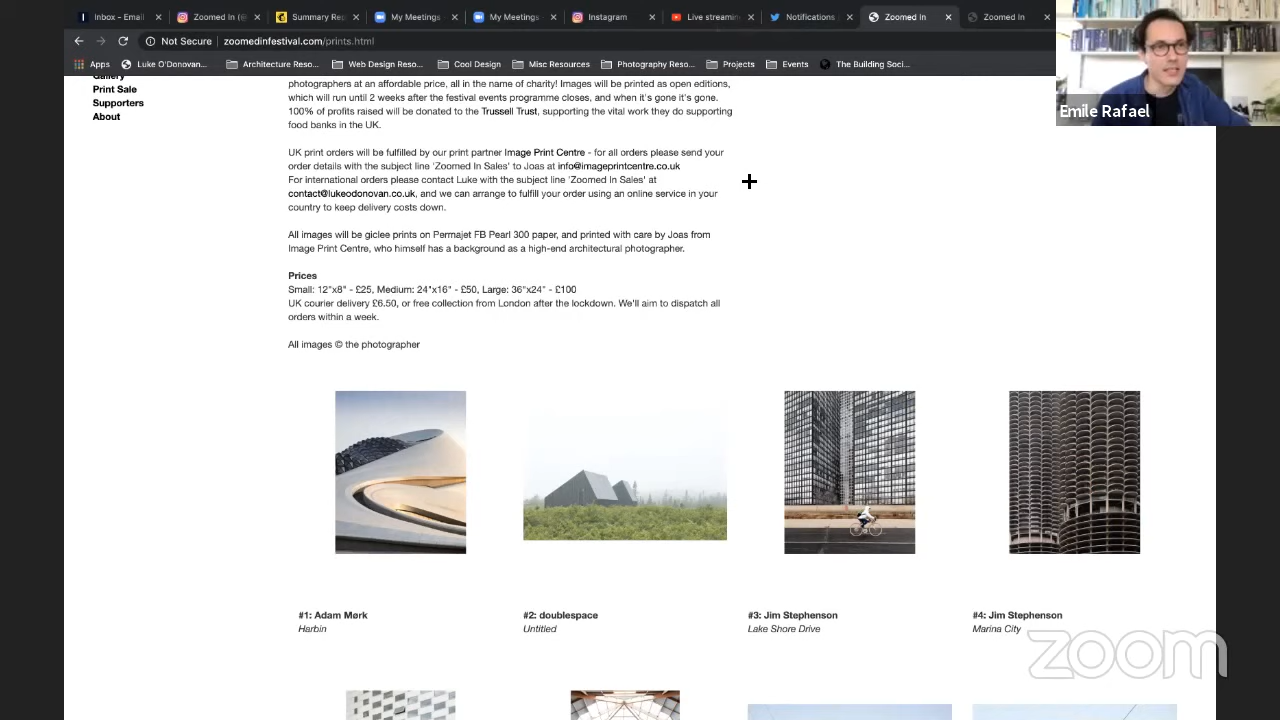 Inbox - Email
Zoomed In (@
My Meetings
My Meetings
Instagram
Live streamin
Notifications
Zoomed In
Zoomed In
Not Secure
zoomedinfestival.com/prints.html
Apps
Luke O'Donovan...
Architecture Reso...
Web Design Reso...
Cool Sites
Misc Resources
Photography Reso...
Projects
Events
The Building Soci...
Emile Rafael
Gallery
Print Sale
Supporters
About
photographers at an affordable price, all in the name of charity! Images will be printed as open editions,
which will run until 2 weeks after the festival events programme closes, and when it's gone it's gone.
100% of profits raised will be donated to the Trussell Trust, supporting the vital work they do supporting
food banks in the UK.
UK print orders will be fulfilled by our print partner Image Print Centre - for all orders please send your
order details with the subject line 'Zoomed In Sales' to Joas at info@imageprintcentre.co.uk
For international orders please contact Luke with the subject line 'Zoomed In Sales' at
contact@lukeodonovan.co.uk, and we can arrange to fulfill your order using an online service in your
country to keep delivery costs down.
All images will be giclee prints on Permajet FB Pearl 300 paper, and printed with care by Joas from
Image Print Centre, who himself has a background as a high-end architectural photographer.
Prices
Small: 12"x8" - £25, Medium: 24"x16" - £50, Large: 36"x24" - £100
UK courier delivery £6.50, or free collection from London after the lockdown. We'll aim to dispatch all
orders within a week.
All images © the photographer
#1: Adam Mørk
Harbin
#2: doublespace
Untitled
#3: Jim Stephenson
Lake Shore Drive
#4: Jim Stephenson
Marina City
zoom